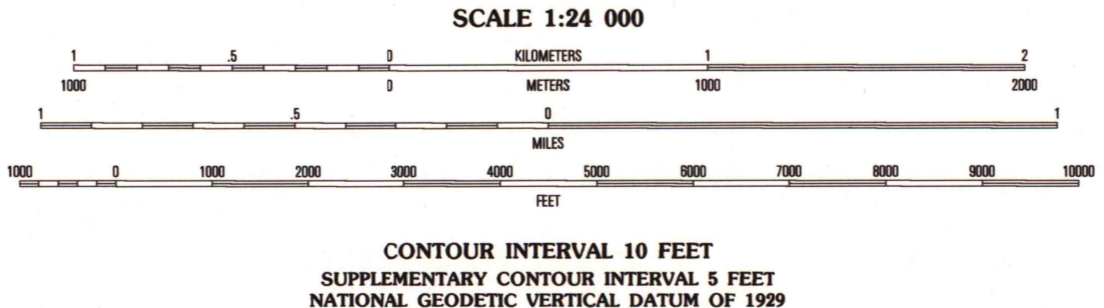 SCALE 1:24 000
1 .5 0 KILOMETERS 1 2
1000 0 METERS 1000 2000
1 .5 0 1
MILES
1000 0 1000 2000 3000 4000 5000 6000 7000 8000 9000 10000
FEET
CONTOUR INTERVAL 10 FEET
SUPPLEMENTARY CONTOUR INTERVAL 5 FEET
NATIONAL GEODETIC VERTICAL DATUM OF 1929